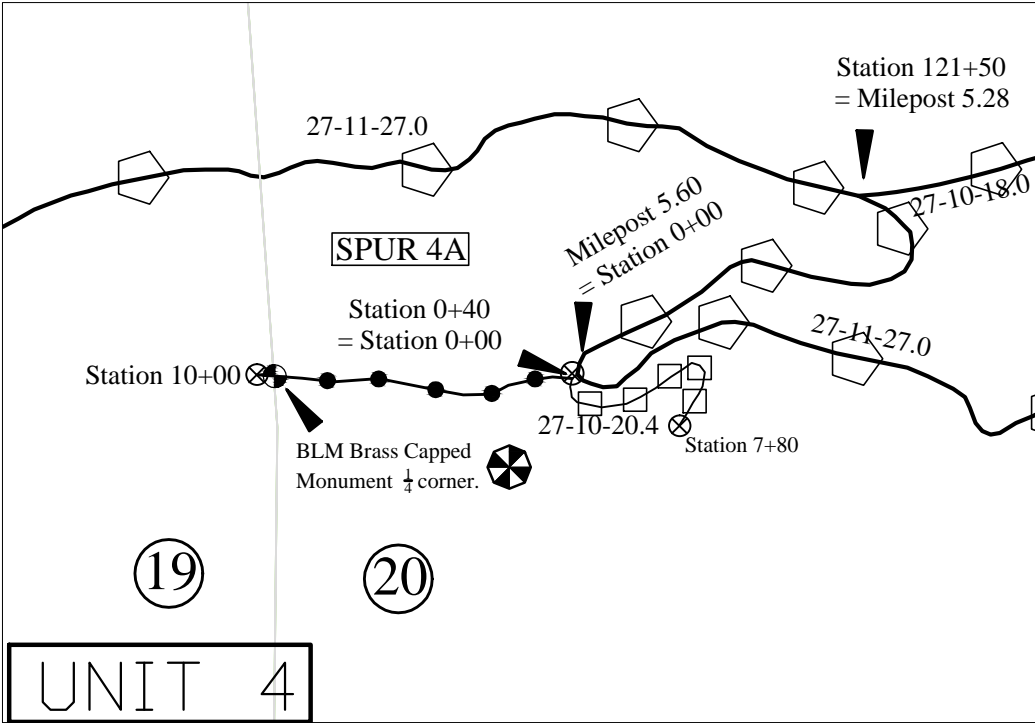 Station 121+50
= Milepost 5.28
27-11-27.0
27-10-18.0
Milepost 5.60
= Station 0+00
SPUR 4A
Station 0+40
= Station 0+00
27-11-27.0
Station 10+00
27-10-20.4
Station 7+80
BLM Brass Capped
Monument 1/4 corner.
19
20
UNIT 4